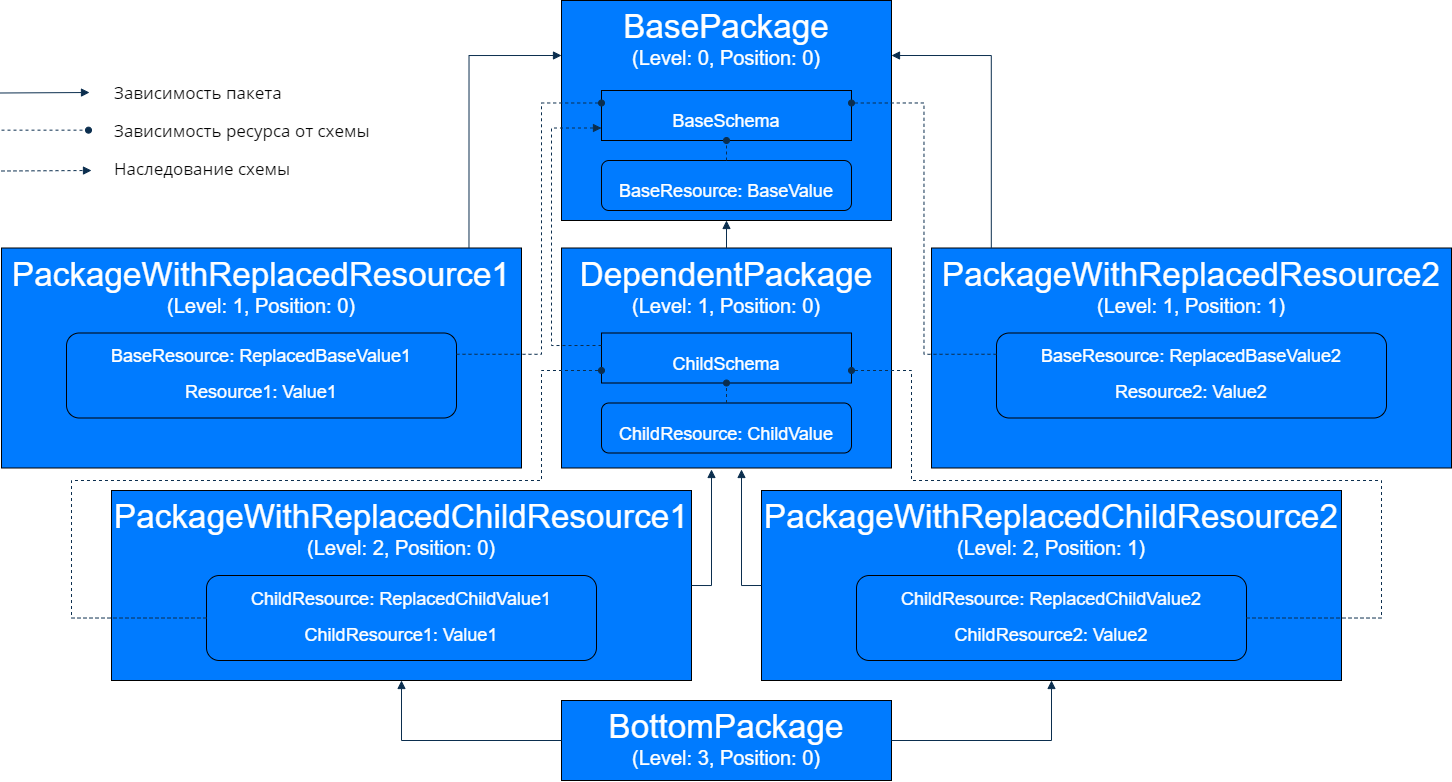 BasePackage
(Level: 0, Position: 0)
Зависимость пакета
Зависимость ресурса от схемы
Наследование схемы
BaseSchema
BaseResource: BaseValue
PackageWithReplacedResource1
(Level: 1, Position: 0)
BaseResource: ReplacedBaseValue1
Resource1: Value1
DependentPackage
(Level: 1, Position: 0)
ChildSchema
ChildResource: ChildValue
PackageWithReplacedResource2
(Level: 1, Position: 1)
BaseResource: ReplacedBaseValue2
Resource2: Value2
PackageWithReplacedChildResource1
(Level: 2, Position: 0)
ChildResource: ReplacedChildValue1
ChildResource1: Value1
PackageWithReplacedChildResource2
(Level: 2, Position: 1)
ChildResource: ReplacedChildValue2
ChildResource2: Value2
BottomPackage
(Level: 3, Position: 0)